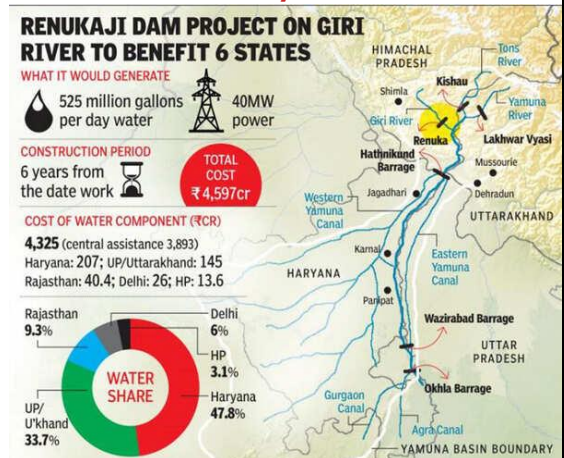 RENUKAJI DAM PROJECT ON GIRI
RIVER TO BENEFIT 6 STATES
WHAT IT WOULD GENERATE
525 million gallons
per day water
40MW
power
CONSTRUCTION PERIOD
6 years from
the date work
TOTAL
COST
₹4,597cr
COST OF WATER COMPONENT (₹CR)
4,325 (central assistance 3,893)
Haryana: 207; UP/Uttarakhand: 145
Rajasthan: 40.4; Delhi: 26; HP: 13.6
Rajasthan
9.3%
Delhi
6%
HP
3.1%
Haryana
47.8%
UP/
U'khand
33.7%
WATER
SHARE
HIMACHAL
PRADESH
Tons
River
Kishau
Shimla
Yamuna
River
Giri River
Renuka
Lakhwar Vyasi
Hathnikund
Barrage
Mussourie
Jagadhari
Dehradun
Western
Yamuna
Canal
UTTARAKHAND
Karnal
Eastern
Yamuna
Canal
HARYANA
Panipat
Wazirabad Barrage
UTTAR
PRADESH
Okhla Barrage
Gurgaon
Canal
Agra Canal
YAMUNA BASIN BOUNDARY